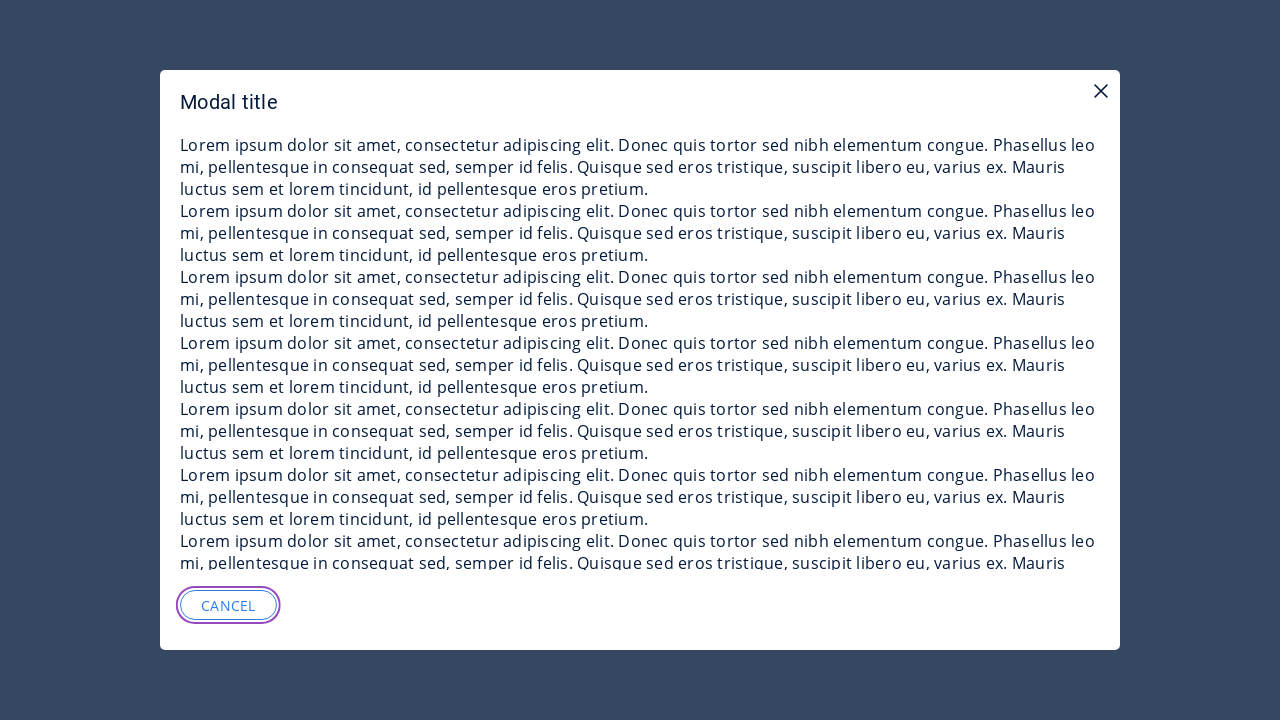 Modal title
Lorem ipsum dolor sit amet, consectetur adipiscing elit. Donec quis tortor sed nibh elementum congue. Phasellus leo
mi, pellentesque in consequat sed, semper id felis. Quisque sed eros tristique, suscipit libero eu, varius ex. Mauris
luctus sem et lorem tincidunt, id pellentesque eros pretium.
Lorem ipsum dolor sit amet, consectetur adipiscing elit. Donec quis tortor sed nibh elementum congue. Phasellus leo
mi, pellentesque in consequat sed, semper id felis. Quisque sed eros tristique, suscipit libero eu, varius ex. Mauris
luctus sem et lorem tincidunt, id pellentesque eros pretium.
Lorem ipsum dolor sit amet, consectetur adipiscing elit. Donec quis tortor sed nibh elementum congue. Phasellus leo
mi, pellentesque in consequat sed, semper id felis. Quisque sed eros tristique, suscipit libero eu, varius ex. Mauris
luctus sem et lorem tincidunt, id pellentesque eros pretium.
Lorem ipsum dolor sit amet, consectetur adipiscing elit. Donec quis tortor sed nibh elementum congue. Phasellus leo
mi, pellentesque in consequat sed, semper id felis. Quisque sed eros tristique, suscipit libero eu, varius ex. Mauris
luctus sem et lorem tincidunt, id pellentesque eros pretium.
Lorem ipsum dolor sit amet, consectetur adipiscing elit. Donec quis tortor sed nibh elementum congue. Phasellus leo
mi, pellentesque in consequat sed, semper id felis. Quisque sed eros tristique, suscipit libero eu, varius ex. Mauris
luctus sem et lorem tincidunt, id pellentesque eros pretium.
Lorem ipsum dolor sit amet, consectetur adipiscing elit. Donec quis tortor sed nibh elementum congue. Phasellus leo
mi, pellentesque in consequat sed, semper id felis. Quisque sed eros tristique, suscipit libero eu, varius ex. Mauris
luctus sem et lorem tincidunt, id pellentesque eros pretium.
Lorem ipsum dolor sit amet, consectetur adipiscing elit. Donec quis tortor sed nibh elementum congue. Phasellus leo
mi, pellentesque in consequat sed, semper id felis. Quisque sed eros tristique, suscipit libero eu, varius ex. Mauris
CANCEL